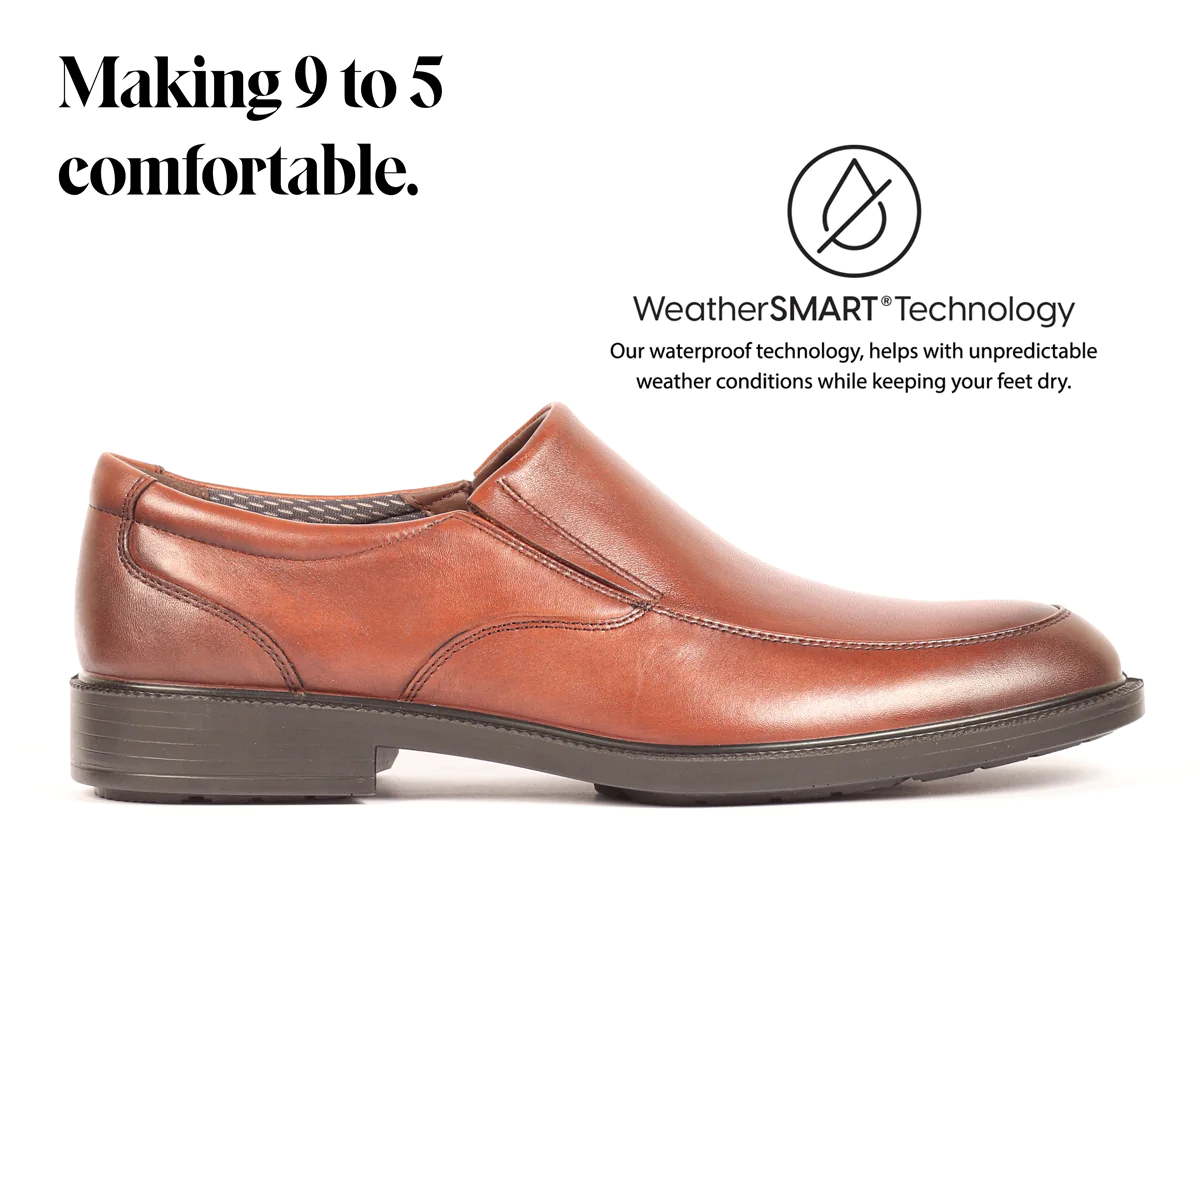 Making 9 to 5
comfortable.
WeatherSMART® Technology
Our waterproof technology, helps with unpredictable
weather conditions while keeping your feet dry.